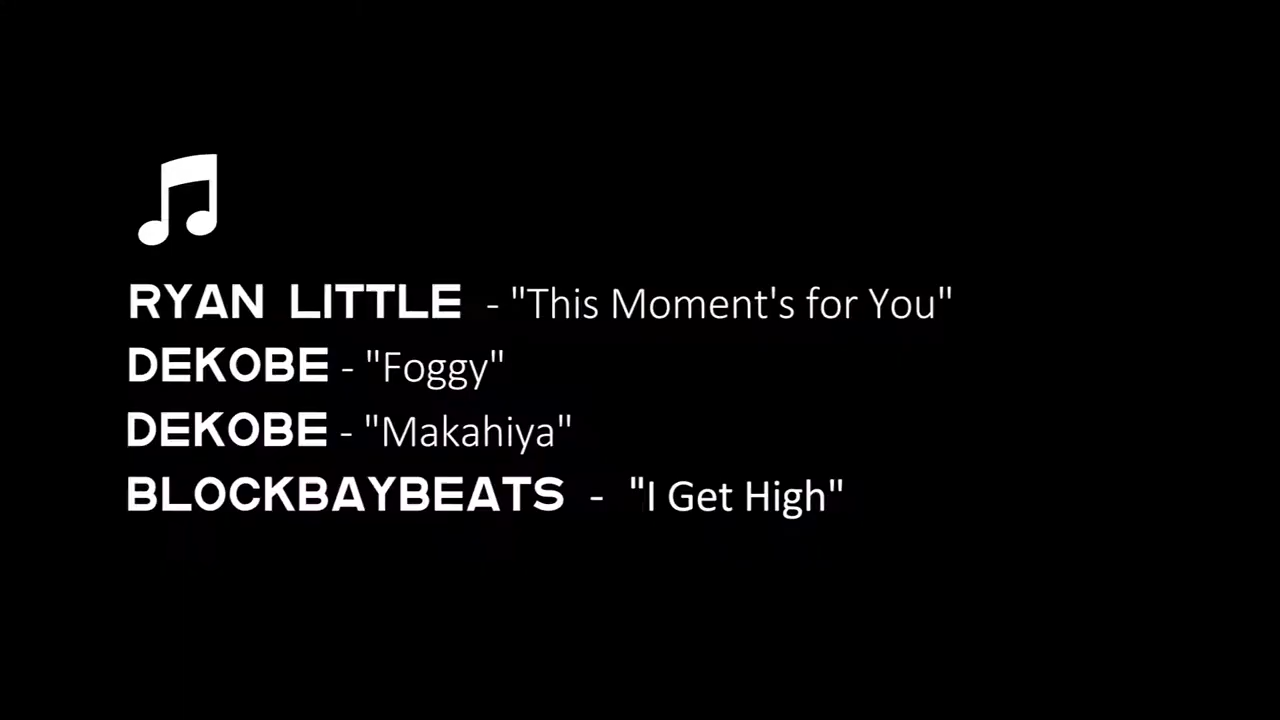 RYAN LITTLE - "This Moment's for You"
DEKOBE - "Foggy"
DEKOBE - "Makahiya"
BLOCKBAYBEATS - "I Get High"